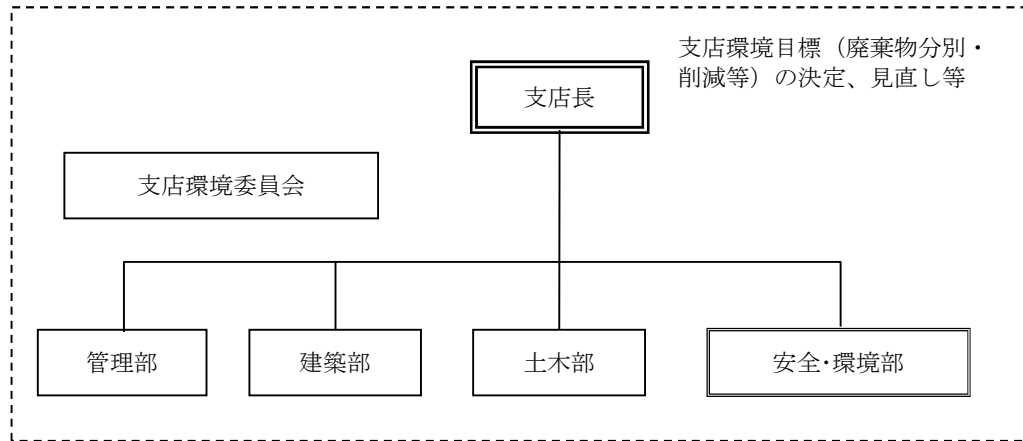 支店環境目標（廃棄物分別・
削減等）の決定、見直し等
支店長
支店環境委員会
管理部
建築部
土木部
安全･環境部